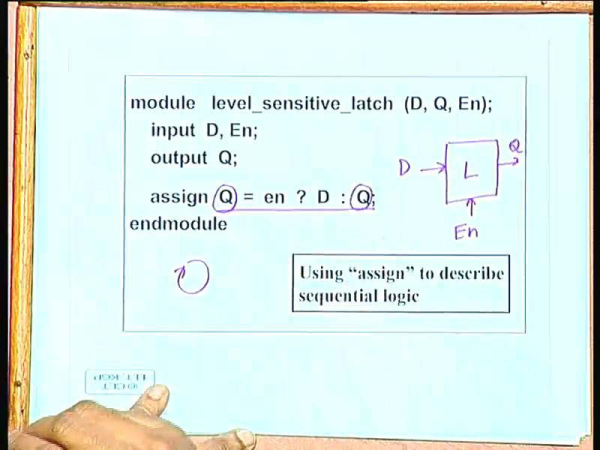 module level_sensitive_latch (D, Q, En);
input D, En;
output Q;
assign Q = en ? D : Q;
endmodule
D
L
Q
En
Using “assign” to describe
sequential logic